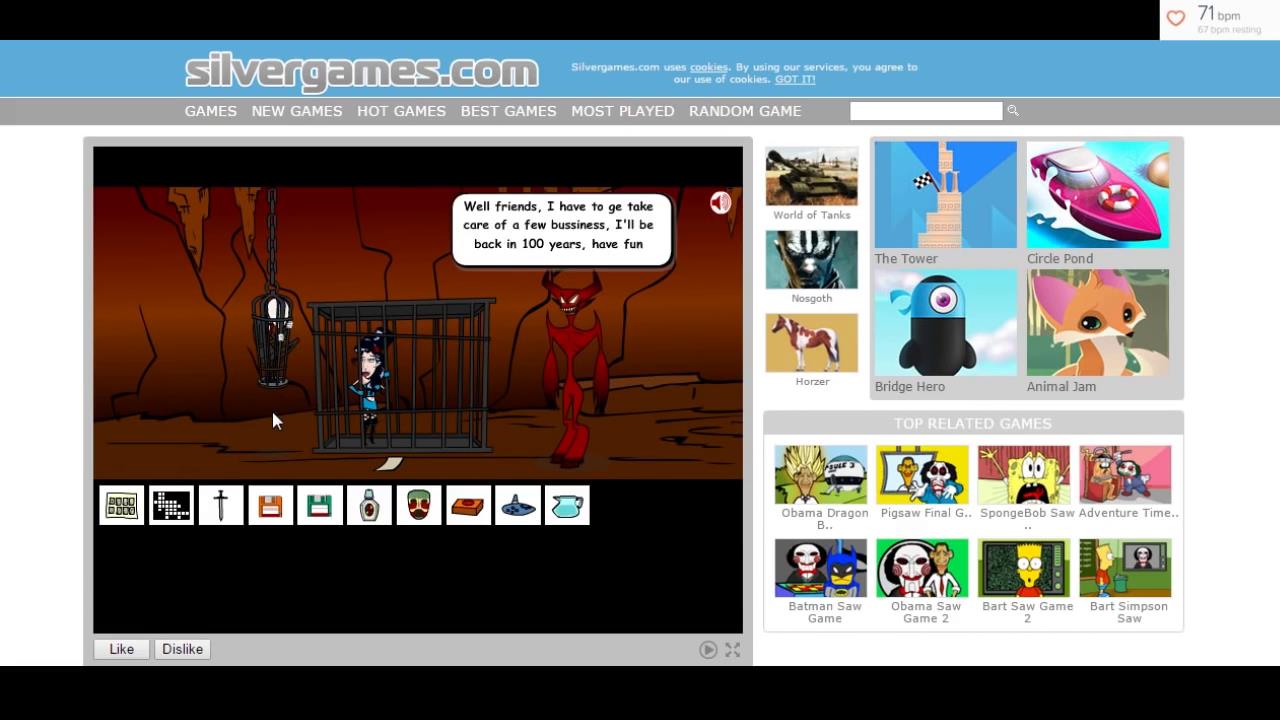 71 bpm
67 bpm resting
silvergames.com
Silvergames.com uses cookies. By using our services, you agree to
our use of cookies. GOT IT!
GAMES NEW GAMES HOT GAMES BEST GAMES MOST PLAYED RANDOM GAME
Well friends, I have to ge take
care of a few bussiness, I'll be
back in 100 years, have fun
World of Tanks
Nosgoth
Horzer
The Tower
Circle Pond
Bridge Hero
Animal Jam
TOP RELATED GAMES
Obama Dragon
B..
Pigsaw Final G..
SpongeBob Saw
..
Adventure Time..
Batman Saw
Game
Obama Saw
Game 2
Bart Saw Game
2
Bart Simpson
Saw
Like
Dislike